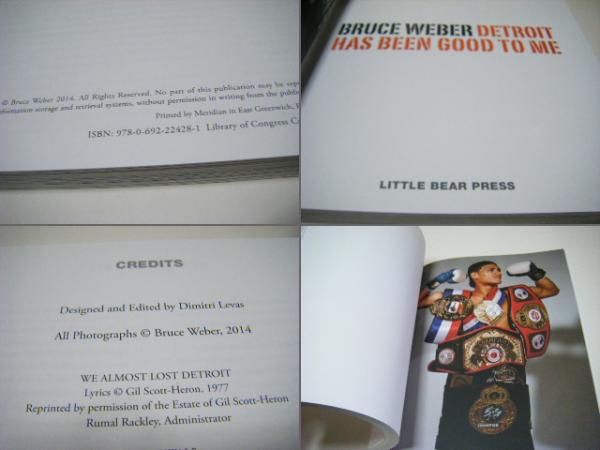 © Bruce Weber 2014. All Rights Reserved. No part of this publication may be
information storage and retrieval systems, without permission in writing from the
Printed by Meridian in East Greenwich,
ISBN: 978-0-692-22428-1 Library of Congress
BRUCE WEBER DETROIT
HAS BEEN GOOD TO ME
LITTLE BEAR PRESS
CREDITS
Designed and Edited by Dimitri Levas
All Photographs © Bruce Weber, 2014
WE ALMOST LOST DETROIT
Lyrics © Gil Scott-Heron, 1977
Reprinted by permission of the Estate of Gil Scott-Heron
Rumal Rackley, Administrator